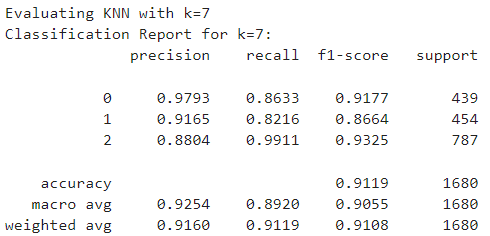 Evaluating KNN with k=7
Classification Report for k=7:
precision recall f1-score support
0 0.9793 0.8633 0.9177 439
1 0.9165 0.8216 0.8664 454
2 0.8804 0.9911 0.9325 787
accuracy 0.9119 1680
macro avg 0.9254 0.8920 0.9055 1680
weighted avg 0.9160 0.9119 0.9108 1680